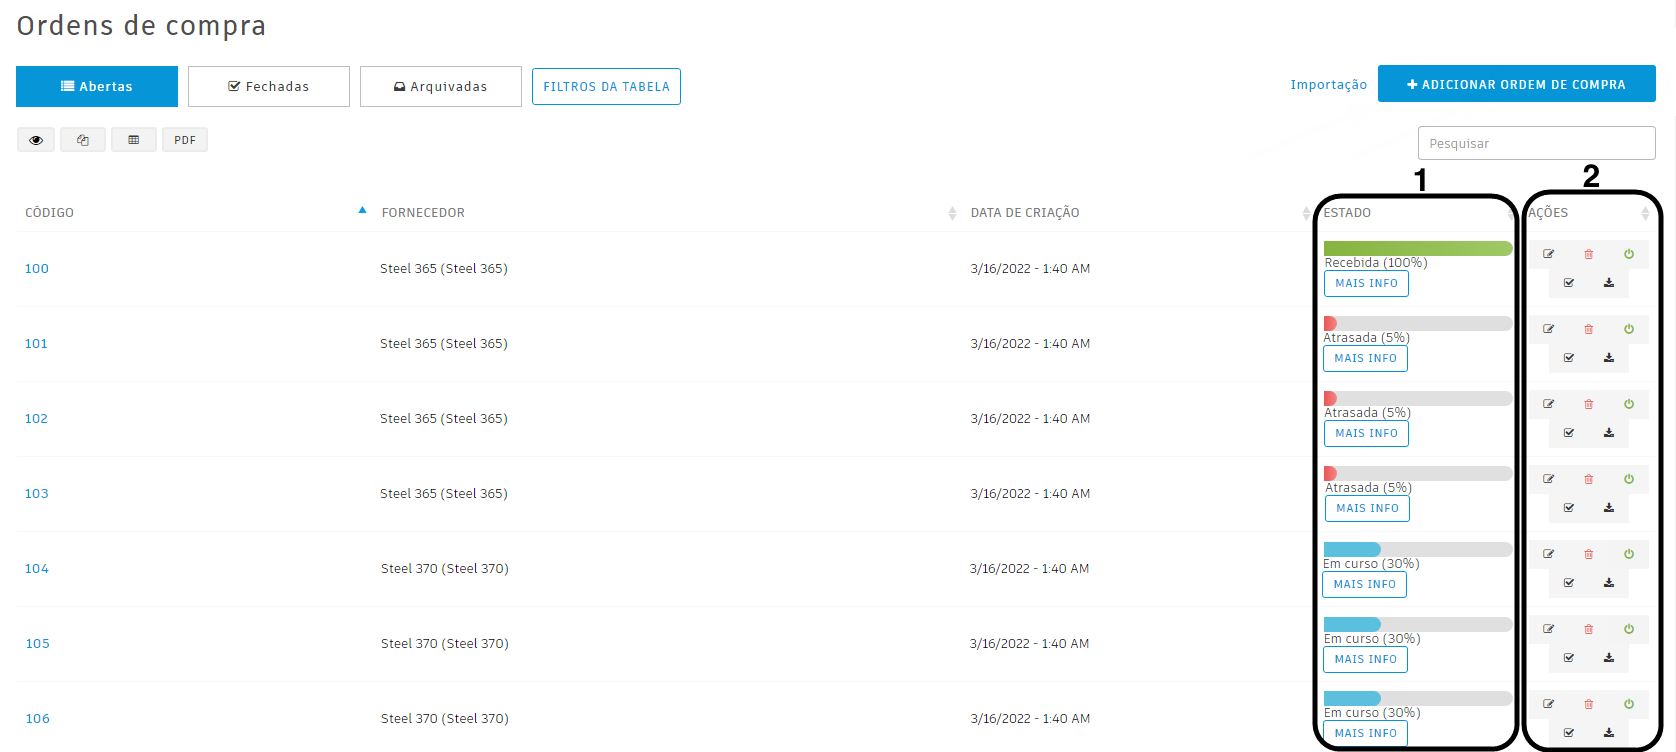 Ordens de compra
Abertas Fechadas Arquivadas FILTROS DA TABELA Importação ADICIONAR ORDEM DE COMPRA
PDF Pesquisar
1 2
CÓDIGO FORNECEDOR DATA DE CRIAÇÃO ESTADO AÇÕES
100 Steel 365 (Steel 365) 3/16/2022 - 1:40 AM Recebida (100%)
MAIS INFO
101 Steel 365 (Steel 365) 3/16/2022 - 1:40 AM Atrasada (5%)
MAIS INFO
102 Steel 365 (Steel 365) 3/16/2022 - 1:40 AM Atrasada (5%)
MAIS INFO
103 Steel 365 (Steel 365) 3/16/2022 - 1:40 AM Atrasada (5%)
MAIS INFO
104 Steel 370 (Steel 370) 3/16/2022 - 1:40 AM Em curso (30%)
MAIS INFO
105 Steel 370 (Steel 370) 3/16/2022 - 1:40 AM Em curso (30%)
MAIS INFO
106 Steel 370 (Steel 370) 3/16/2022 - 1:40 AM Em curso (30%)
MAIS INFO